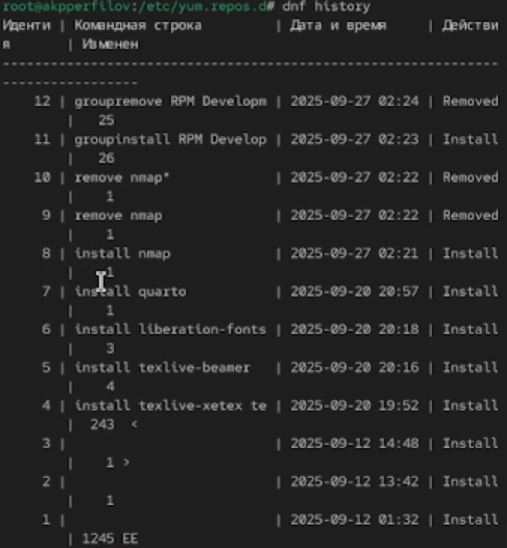 root@akpperfilov:/etc/yum.repos.d# dnf history
Иденти | Командная строка | Дата и время | Действи
я | Изменен
--------------------------------------------------
----------------
12 | groupremove RPM Developm | 2025-09-27 02:24 | Removed
| 25
11 | groupinstall RPM Develop | 2025-09-27 02:23 | Install
| 26
10 | remove nmap* | 2025-09-27 02:22 | Removed
| 1
9 | remove nmap | 2025-09-27 02:22 | Removed
| 1
8 | install nmap | 2025-09-27 02:21 | Install
| 1
7 | install quarto | 2025-09-20 20:57 | Install
| 1
6 | install liberation-fonts | 2025-09-20 20:18 | Install
| 3
5 | install texlive-beamer | 2025-09-20 20:16 | Install
| 4
4 | install texlive-xetex te | 2025-09-20 19:52 | Install
| 243 <
3 | | 2025-09-12 14:48 | Install
| 1 >
2 | | 2025-09-12 13:42 | Install
| 1
1 | | 2025-09-12 01:32 | Install
| 1245 EE